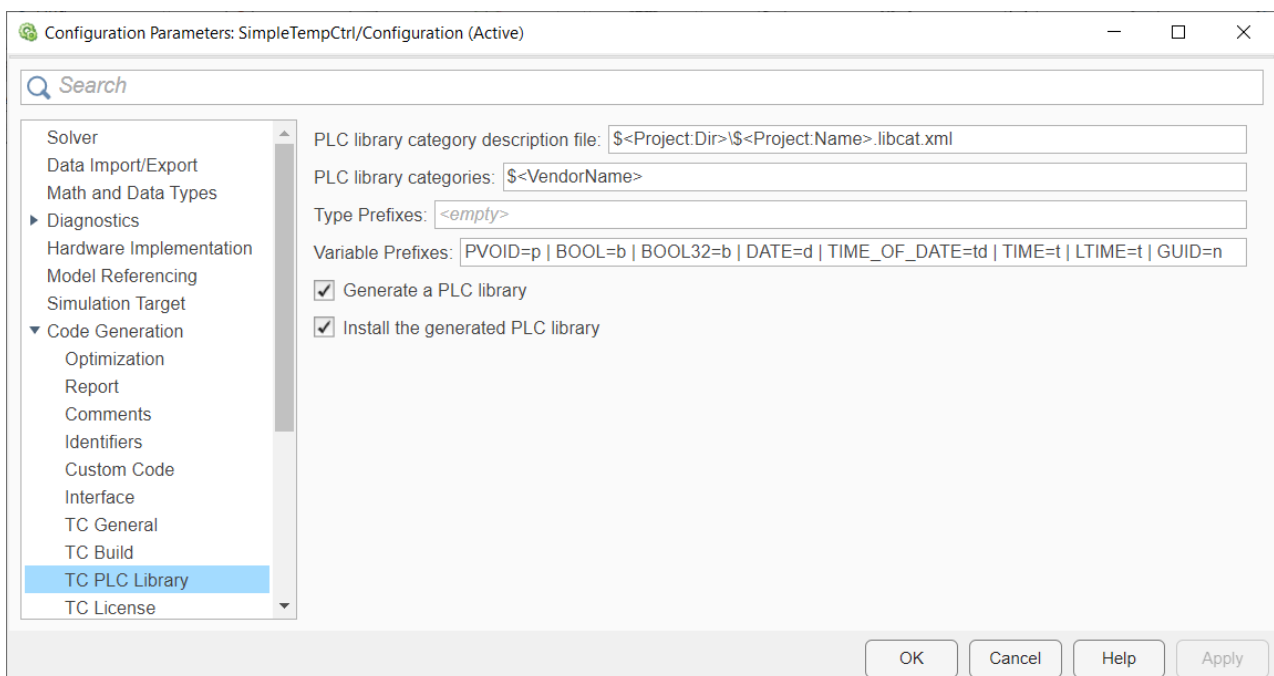 Configuration Parameters: SimpleTempCtrl/Configuration (Active)
Search
Solver
Data Import/Export
Math and Data Types
Diagnostics
Hardware Implementation
Model Referencing
Simulation Target
Code Generation
Optimization
Report
Comments
Identifiers
Custom Code
Interface
TC General
TC Build
TC PLC Library
TC License
PLC library category description file: $<Project:Dir>\$<Project:Name>.libcat.xml
PLC library categories: $<VendorName>
Type Prefixes: <empty>
Variable Prefixes: PVOID=p | BOOL=b | BOOL32=b | DATE=d | TIME_OF_DATE=td | TIME=t | LTIME=t | GUID=n
Generate a PLC library
Install the generated PLC library
OK Cancel Help Apply